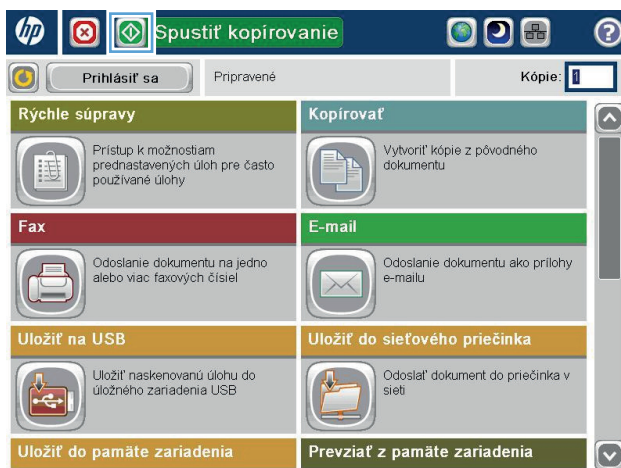 hp Spustiť kopírovanie ?
Prihlásiť sa Pripravené Kópie: 1
Rýchle súpravy
Prístup k možnostiam
prednastavených úloh pre často
používané úlohy
Kopírovať
Vytvoriť kópie z pôvodného
dokumentu
Fax
Odoslanie dokumentu na jedno
alebo viac faxových čísiel
E-mail
Odoslanie dokumentu ako prílohy
e-mailu
Uložiť na USB
Uložiť naskenovanú úlohu do
úložného zariadenia USB
Uložiť do sieťového priečinka
Odoslať dokument do priečinka v
sieti
Uložiť do pamäte zariadenia
Prevziať z pamäte zariadenia